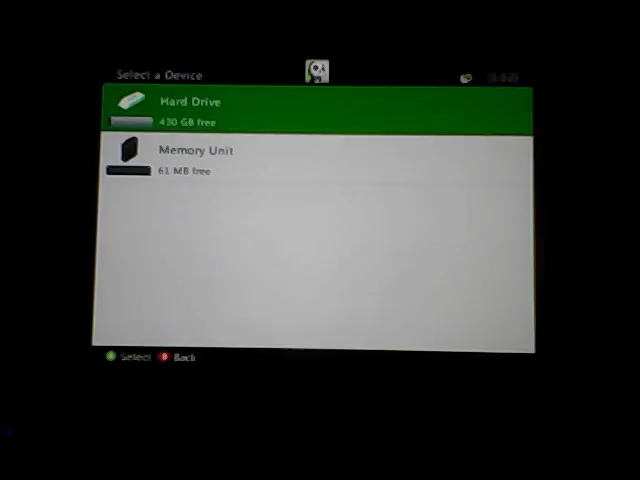 Select a Device
Hard Drive
430 GB free
Memory Unit
61 MB free
Select B Back